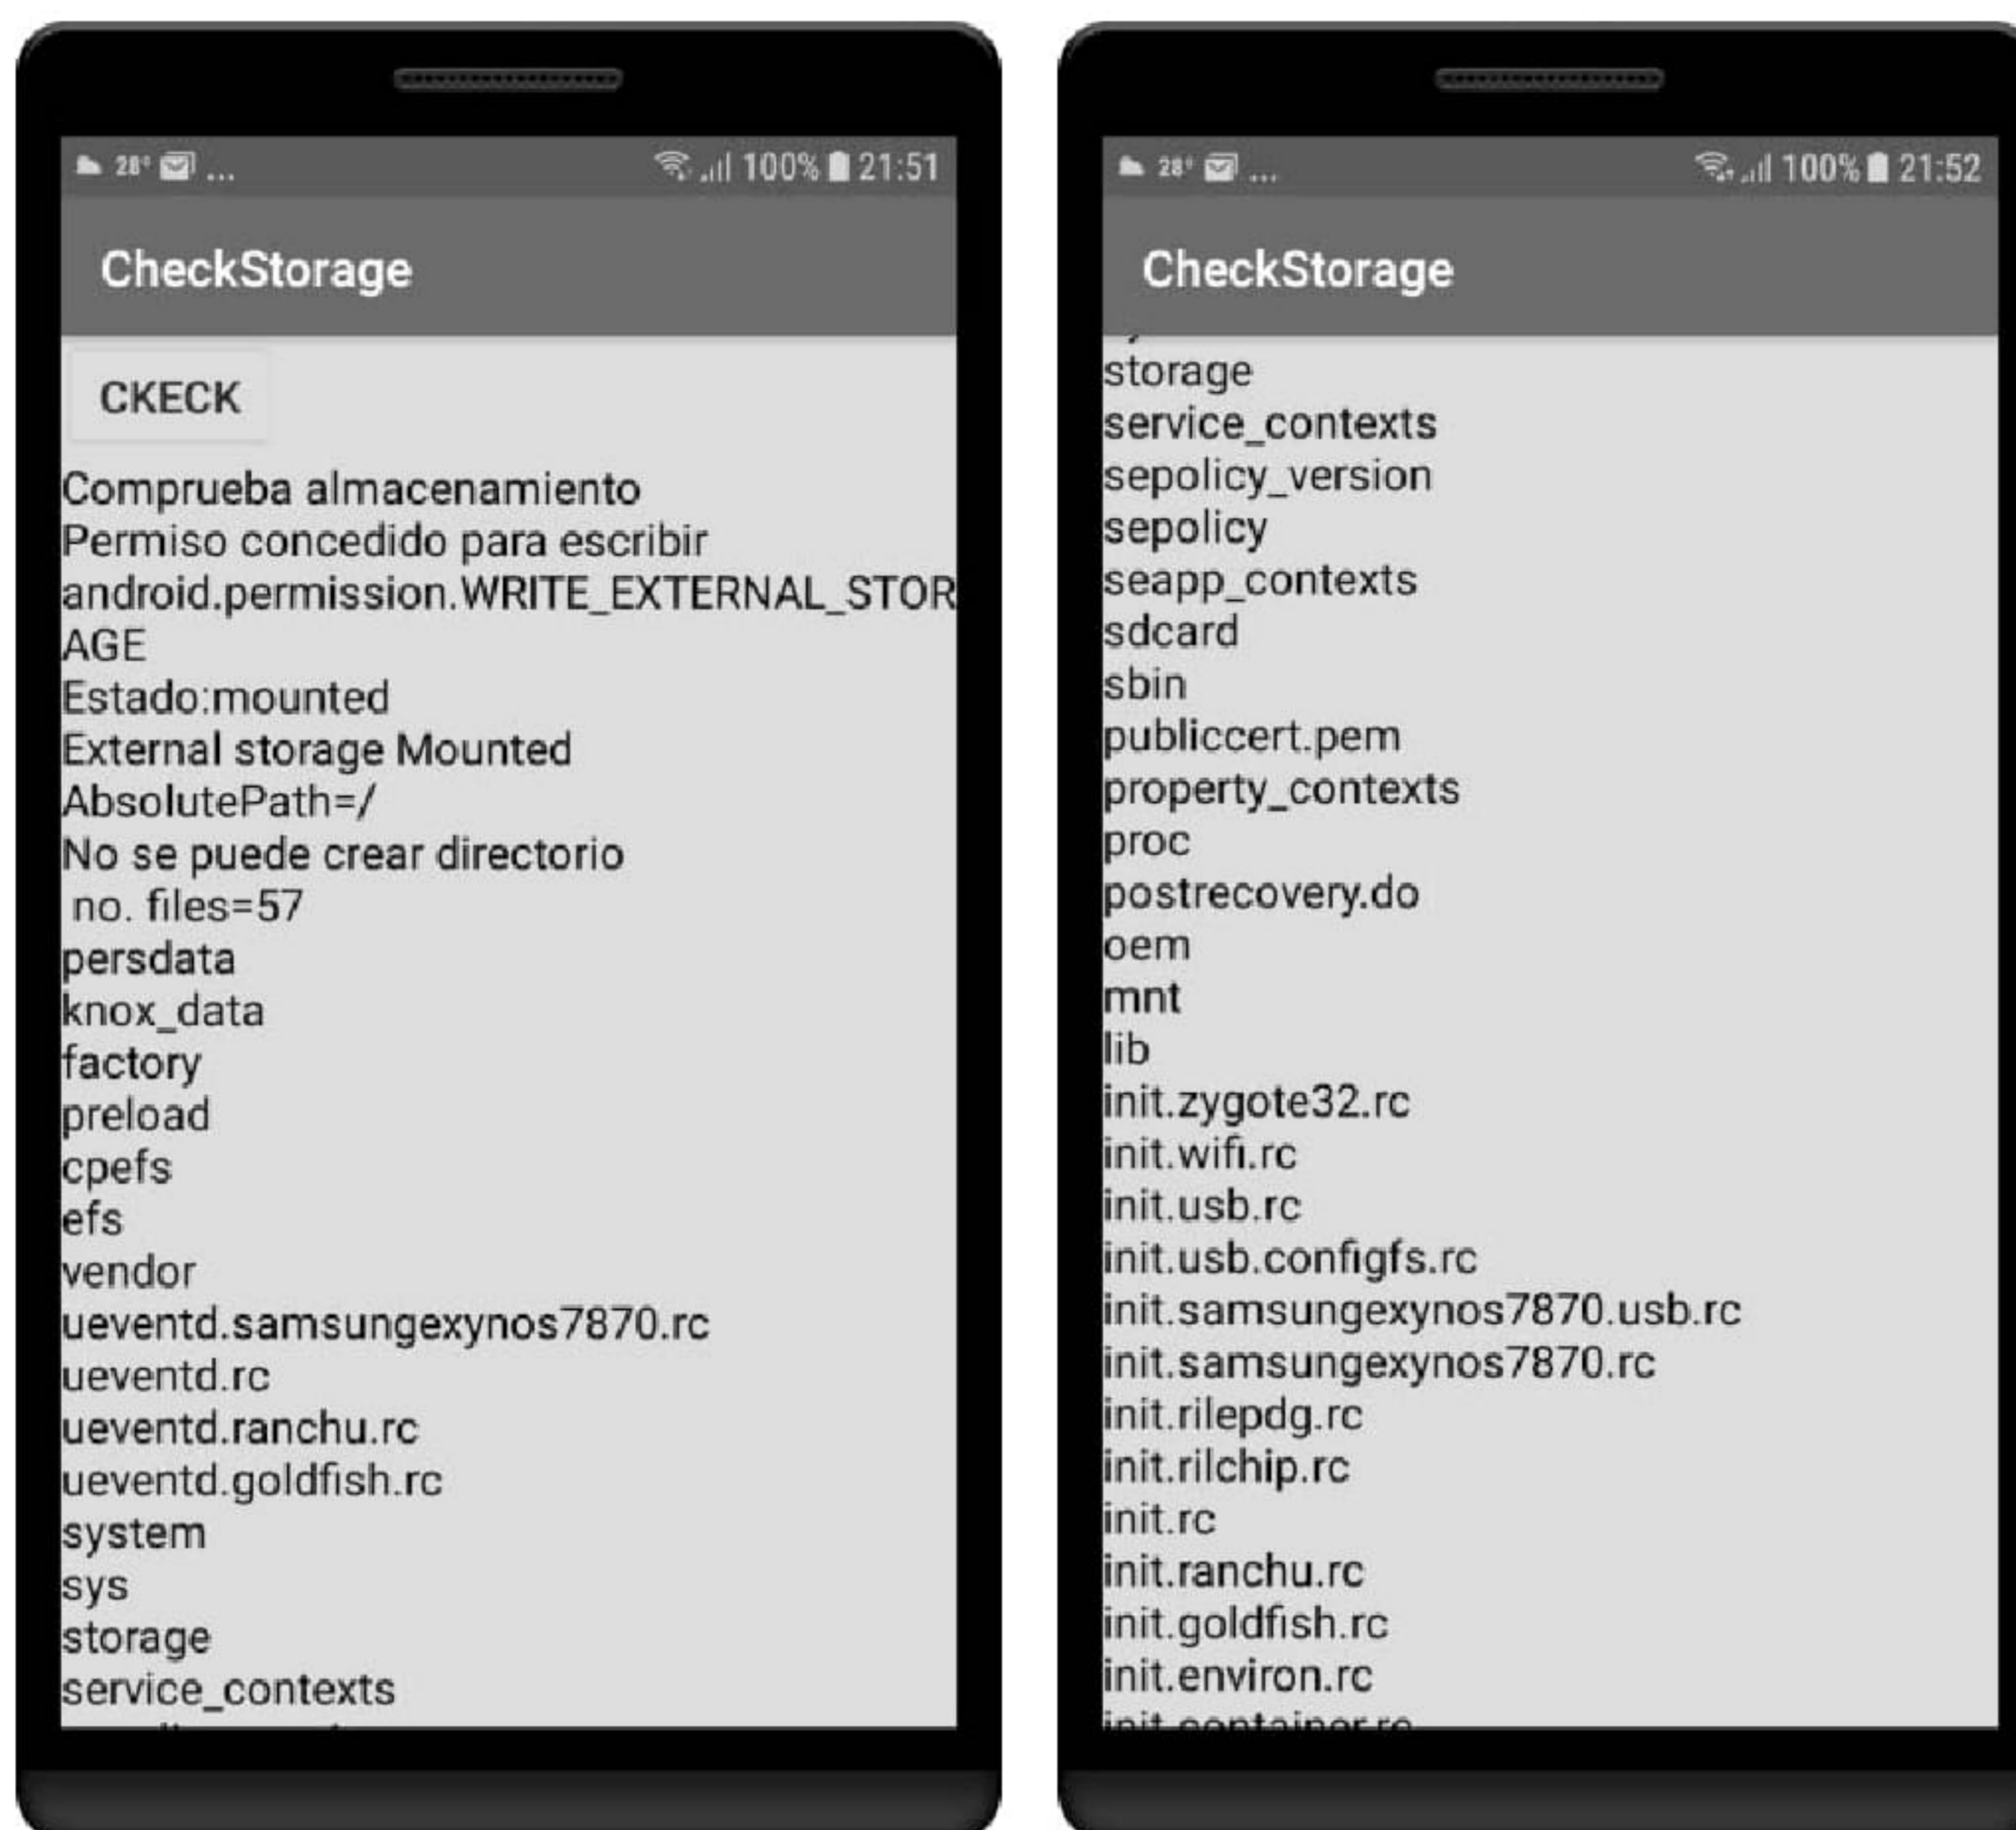 28° ... 100% 21:51
CheckStorage
CKECK
Comprueba almacenamiento
Permiso concedido para escribir
android.permission.WRITE_EXTERNAL_STOR
AGE
Estado:mounted
External storage Mounted
AbsolutePath=/
No se puede crear directorio
no. files=57
persdata
knox_data
factory
preload
cpefs
efs
vendor
ueventd.samsungexynos7870.rc
ueventd.rc
ueventd.ranchu.rc
ueventd.goldfish.rc
system
sys
storage
service_contexts
28° ... 100% 21:52
CheckStorage
storage
service_contexts
sepolicy_version
sepolicy
seapp_contexts
sdcard
sbin
publiccert.pem
property_contexts
proc
postrecovery.do
oem
mnt
lib
init.zygote32.rc
init.wifi.rc
init.usb.rc
init.usb.configfs.rc
init.samsungexynos7870.usb.rc
init.samsungexynos7870.rc
init.rilepdg.rc
init.rilchip.rc
init.rc
init.ranchu.rc
init.goldfish.rc
init.environ.rc
init.container.rc